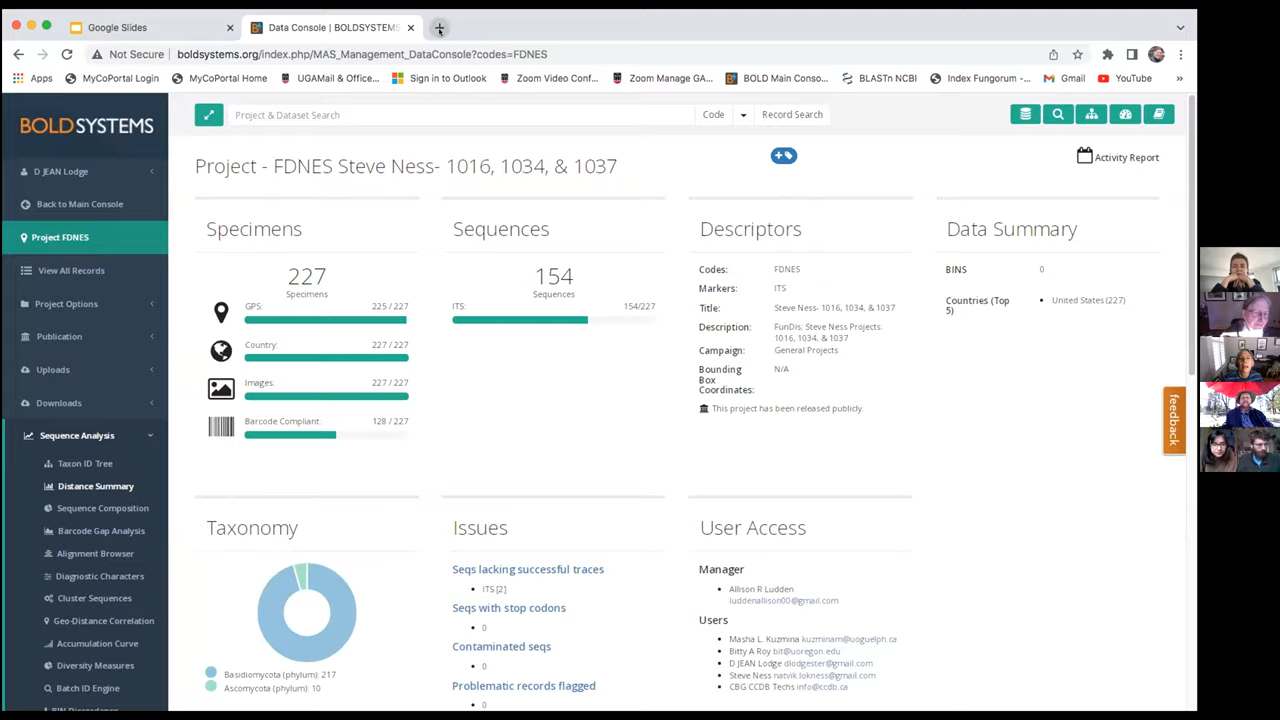 Google Slides
Data Console | BOLDSYSTEMS
Not Secure
boldsystems.org/index.php/MAS_Management_DataConsole?codes=FDNES
Apps
MyCoPortal Login
MyCoPortal Home
UGAMail & Office...
Sign in to Outlook
Zoom Video Conf...
Zoom Manage GA...
BOLD Main Conso...
BLASTn NCBI
Index Fungorum -...
Gmail
YouTube
»
BOLDSYSTEMS
Project & Dataset Search
Code
Record Search
D JEAN Lodge
Back to Main Console
Project FDNES
View All Records
Project Options
Publication
Uploads
Downloads
Sequence Analysis
Taxon ID Tree
Distance Summary
Sequence Composition
Barcode Gap Analysis
Alignment Browser
Diagnostic Characters
Cluster Sequences
Geo-Distance Correlation
Accumulation Curve
Diversity Measures
Batch ID Engine
BIN Discordance
Project - FDNES Steve Ness- 1016, 1034, & 1037
Activity Report
Specimens
227
Specimens
GPS: 225 / 227
Country: 227 / 227
Images: 227 / 227
Barcode Compliant: 128 / 227
Sequences
154
Sequences
ITS: 154/227
Descriptors
Codes: FDNES
Markers: ITS
Title: Steve Ness- 1016, 1034, & 1037
Description: FunDis. Steve Ness Projects:
1016, 1034, & 1037
Campaign: General Projects
Bounding N/A
Box
Coordinates:
This project has been released publicly
Data Summary
BINS 0
Countries (Top • United States (227)
5)
feedback
Taxonomy
Basidiomycota (phylum): 217
Ascomycota (phylum): 10
Issues
Seqs lacking successful traces
• ITS [2]
Seqs with stop codons
• 0
Contaminated seqs
• 0
Problematic records flagged
• 0
User Access
Manager
• Allison R Ludden
luddenallison00@gmail.com
Users
• Masha L. Kuzmina kuzminam@uoguelph.ca
• Bitty A Roy bit@uoregon.edu
• D JEAN Lodge dlodgester@gmail.com
• Steve Ness natvik.lokness@gmail.com
• CBG CCDB Techs info@ccdb.ca